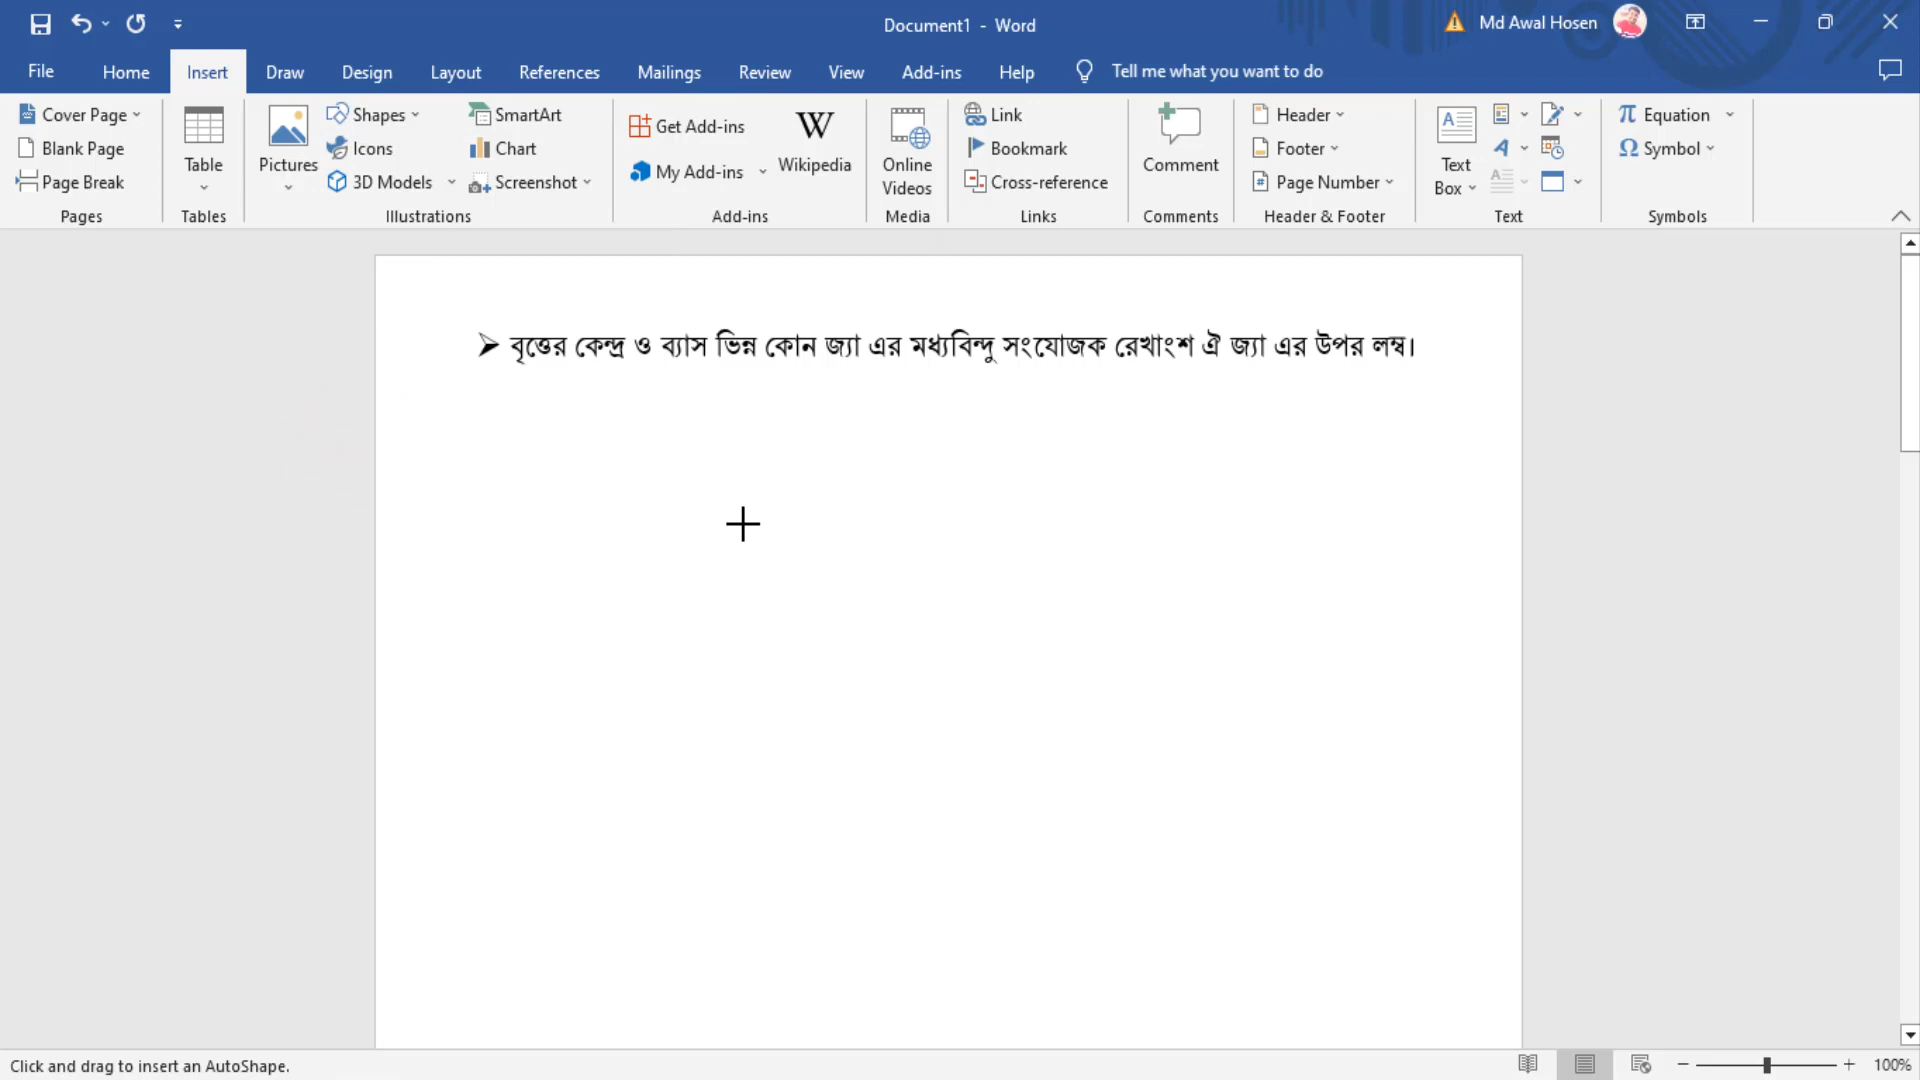 Document1 - Word
Md Awal Hosen
File Home Insert Draw Design Layout References Mailings Review View Add-ins Help Tell me what you want to do
Cover Page
Blank Page
Page Break
Pages
Table
Tables
Pictures
Shapes
Icons
3D Models
SmartArt
Chart
Screenshot
Illustrations
Get Add-ins
My Add-ins
W
Wikipedia
Add-ins
Online
Videos
Media
Link
Bookmark
Cross-reference
Links
Comment
Comments
Header
Footer
Page Number
Header & Footer
Text
Box
Text
π Equation
Ω Symbol
Symbols
➢ বৃত্তের কেন্দ্র ও ব্যাস ভিন্ন কোন জ্যা এর মধ্যবিন্দু সংযোজক রেখাংশ ঐ জ্যা এর উপর লম্ব।
Click and drag to insert an AutoShape.
100%